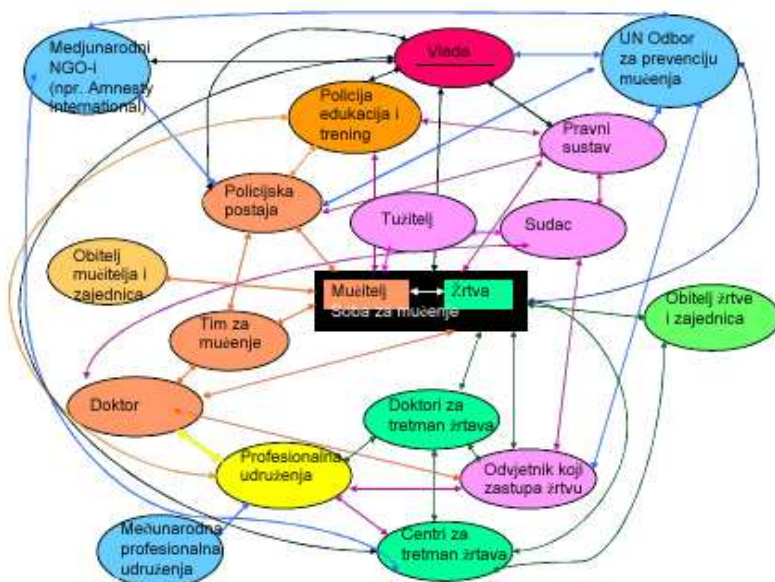 Medjunarodni
NGO-i
(npr.. Amnesty
International)
Vlada
UN Odbor
za prevenciju
mučenja
Policija
edukacija i
trening
Pravni
sustav
Policijska
postaja
Tužitelj
Sudac
Obitelj
mučitelja i
zajednica
Mučitelj
Žrtva
Soba za mučenje
Obitelj žrtve
i zajednica
Tim za
mučenje
Doktor
Doktori za
tretman žrtava
Profesionalna
udruženja
Odvjetnik koji
zastupa žrtvu
Međunarodna
profesionalna
udruženja
Centri za
tretman žrtava